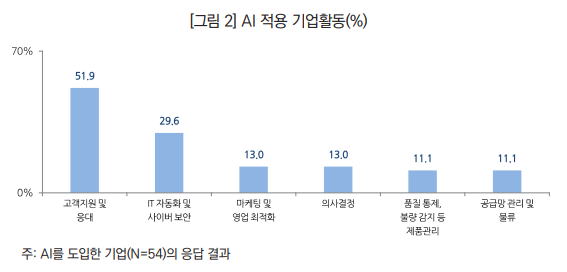 [그림 2] AI 적용 기업활동(%)
70%
51.9
29.6
13.0
13.0
11.1
11.1
0%
고객지원 및
응대
IT 자동화 및
사이버 보안
마케팅 및
영업 최적화
의사결정
품질 통제,
불량 감지 등
제품관리
공급망 관리 및
물류
주: AI를 도입한 기업(N=54)의 응답 결과